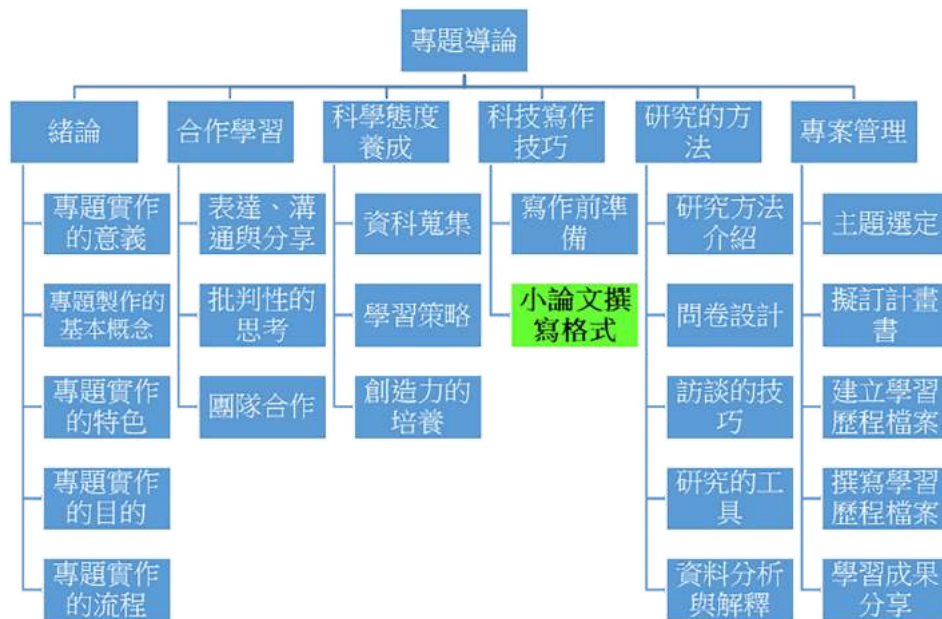 專題導論
緒論
專題實作
的意義
專題製作的
基本概念
專題實作
的特色
專題實作
的目的
專題實作
的流程
合作學習
表達、溝
通與分享
批判性的
思考
團隊合作
科學態度
養成
資料蒐集
學習策略
創造力的
培養
科技寫作
技巧
寫作前準
備
小論文撰
寫格式
研究的方
法
研究方法
介紹
問卷設計
訪談的技
巧
研究的工
具
資料分析
與解釋
專案管理
主題選定
擬訂計畫
書
建立學習
歷程檔案
撰寫學習
歷程檔案
學習成果
分享